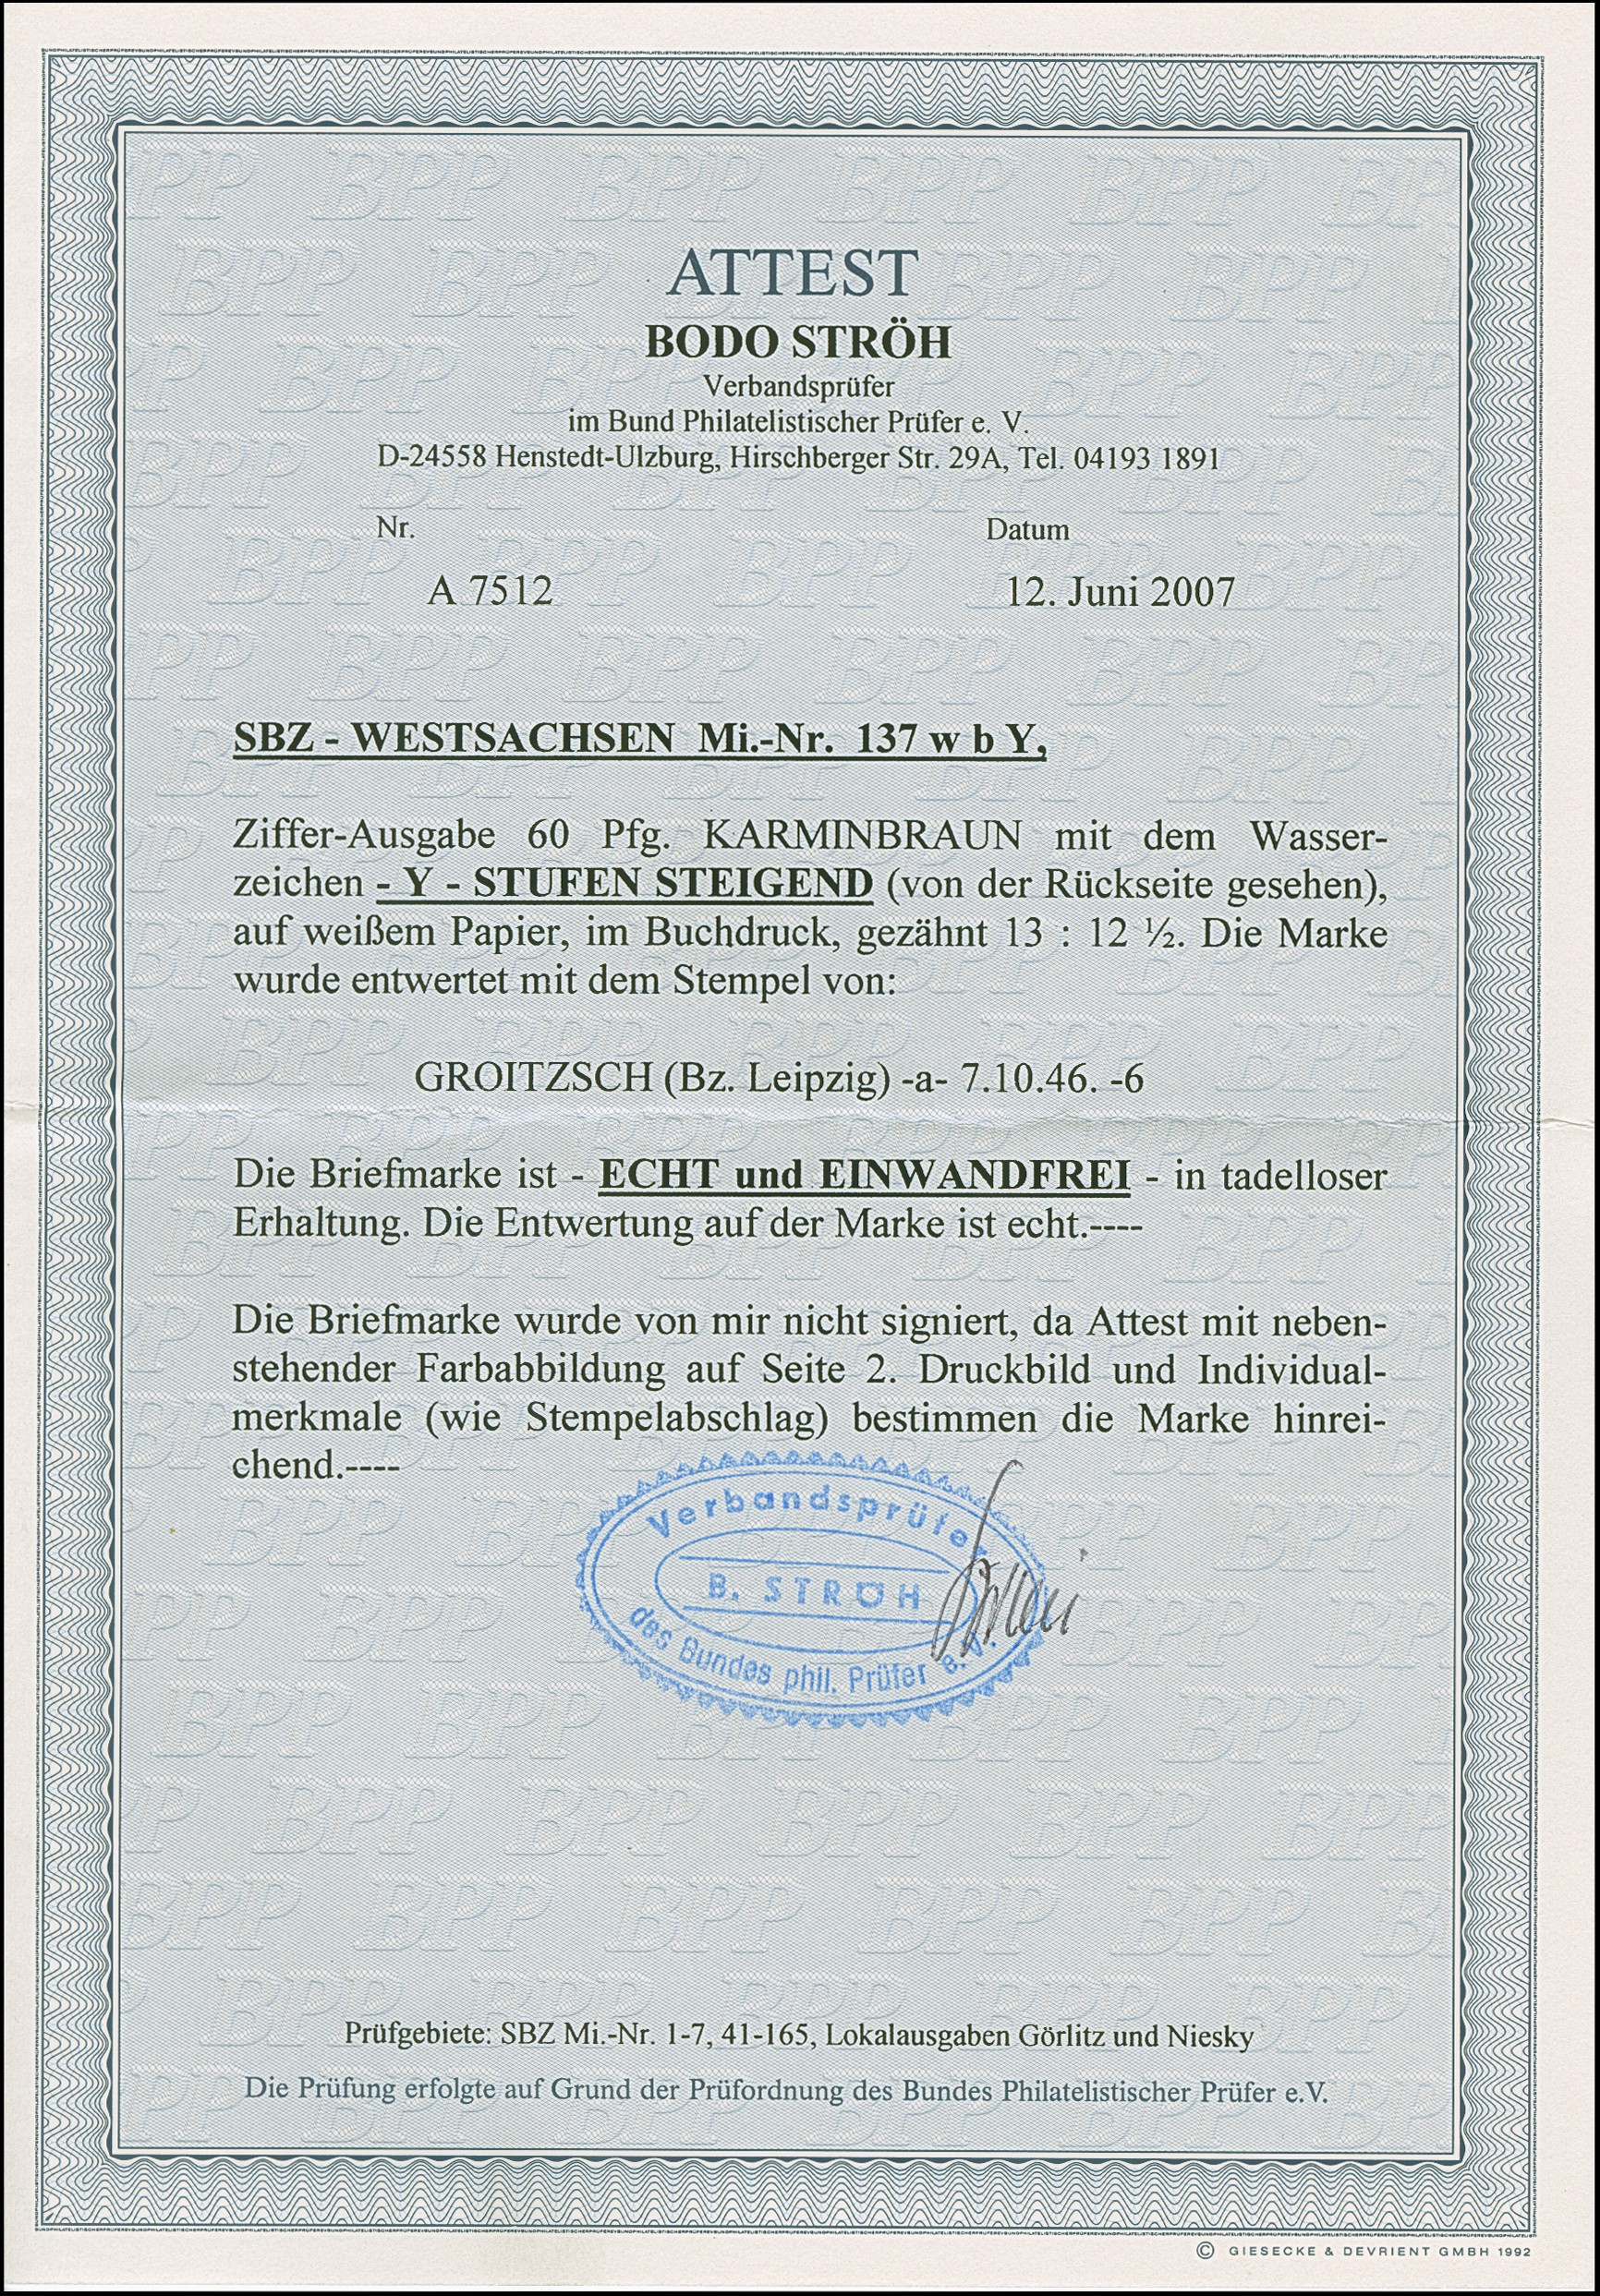 ATTEST
BODO STRÖH
Verbandsprüfer
im Bund Philatelistischer Prüfer e. V.
D-24558 Henstedt-Ulzburg, Hirschberger Str. 29A, Tel. 04193 1891
Nr. Datum
A 7512 12. Juni 2007
SBZ - WESTSACHSEN Mi.-Nr. 137 w b Y,
Ziffer-Ausgabe 60 Pfg. KARMINBRAUN mit dem Wasser-
zeichen - Y - STUFEN STEIGEND (von der Rückseite gesehen),
auf weißem Papier, im Buchdruck, gezähnt 13 : 12 ½. Die Marke
wurde entwertet mit dem Stempel von:
GROITZSCH (Bz. Leipzig) -a- 7.10.46. -6
Die Briefmarke ist - ECHT und EINWANDFREI - in tadelloser
Erhaltung. Die Entwertung auf der Marke ist echt.----
Die Briefmarke wurde von mir nicht signiert, da Attest mit neben-
stehender Farbabbildung auf Seite 2. Druckbild und Individual-
merkmale (wie Stempelabschlag) bestimmen die Marke hinrei-
chend.----
Verbandsprüfer
B. STRÖH
des Bundes phil. Prüfer e. V.
Prüfgebiete: SBZ Mi.-Nr. 1-7, 41-165, Lokalausgaben Görlitz und Niesky
Die Prüfung erfolgte auf Grund der Prüfordnung des Bundes Philatelistischer Prüfer e.V.
© GIESECKE & DEVRIENT GMBH 1992